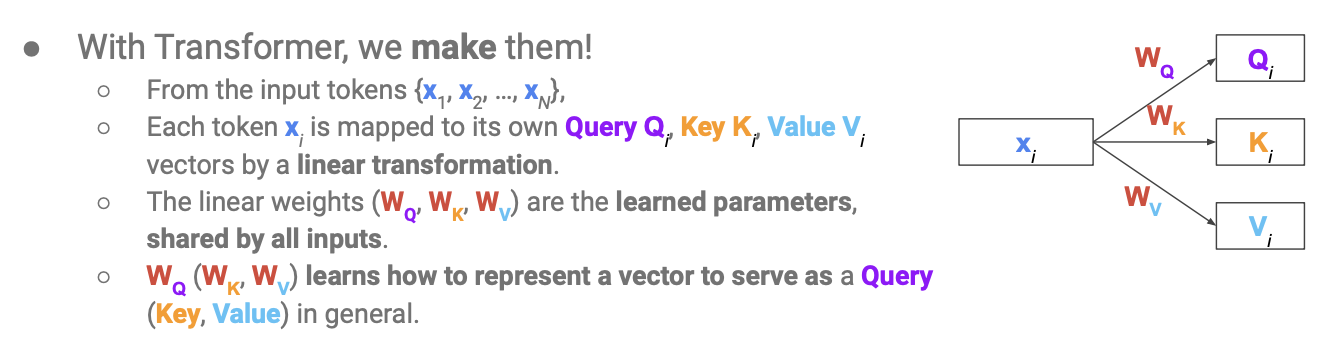 ● With Transformer, we make them!
○ From the input tokens {x₁, x₂, …, x_N},
○ Each token x_i is mapped to its own Query Q_i, Key K_i, Value V_i
vectors by a linear transformation.
○ The linear weights (W_Q, W_K, W_V) are the learned parameters,
shared by all inputs.
○ W_Q (W_K, W_V) learns how to represent a vector to serve as a Query
(Key, Value) in general.
x_i
W_Q
W_K
W_V
Q_i
K_i
V_i